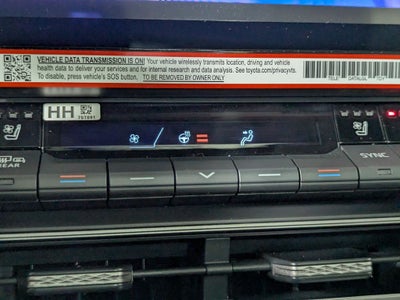 VEHICLE DATA TRANSMISSION IS ON! Your vehicle wirelessly transmits location, driving and vehicle
health data to deliver your services and for internal research and data analysis. See toyota.com/privacyvts.
To disable, press vehicle's SOS button. TO BE REMOVED BY OWNER ONLY
HH
REAR
SYNC